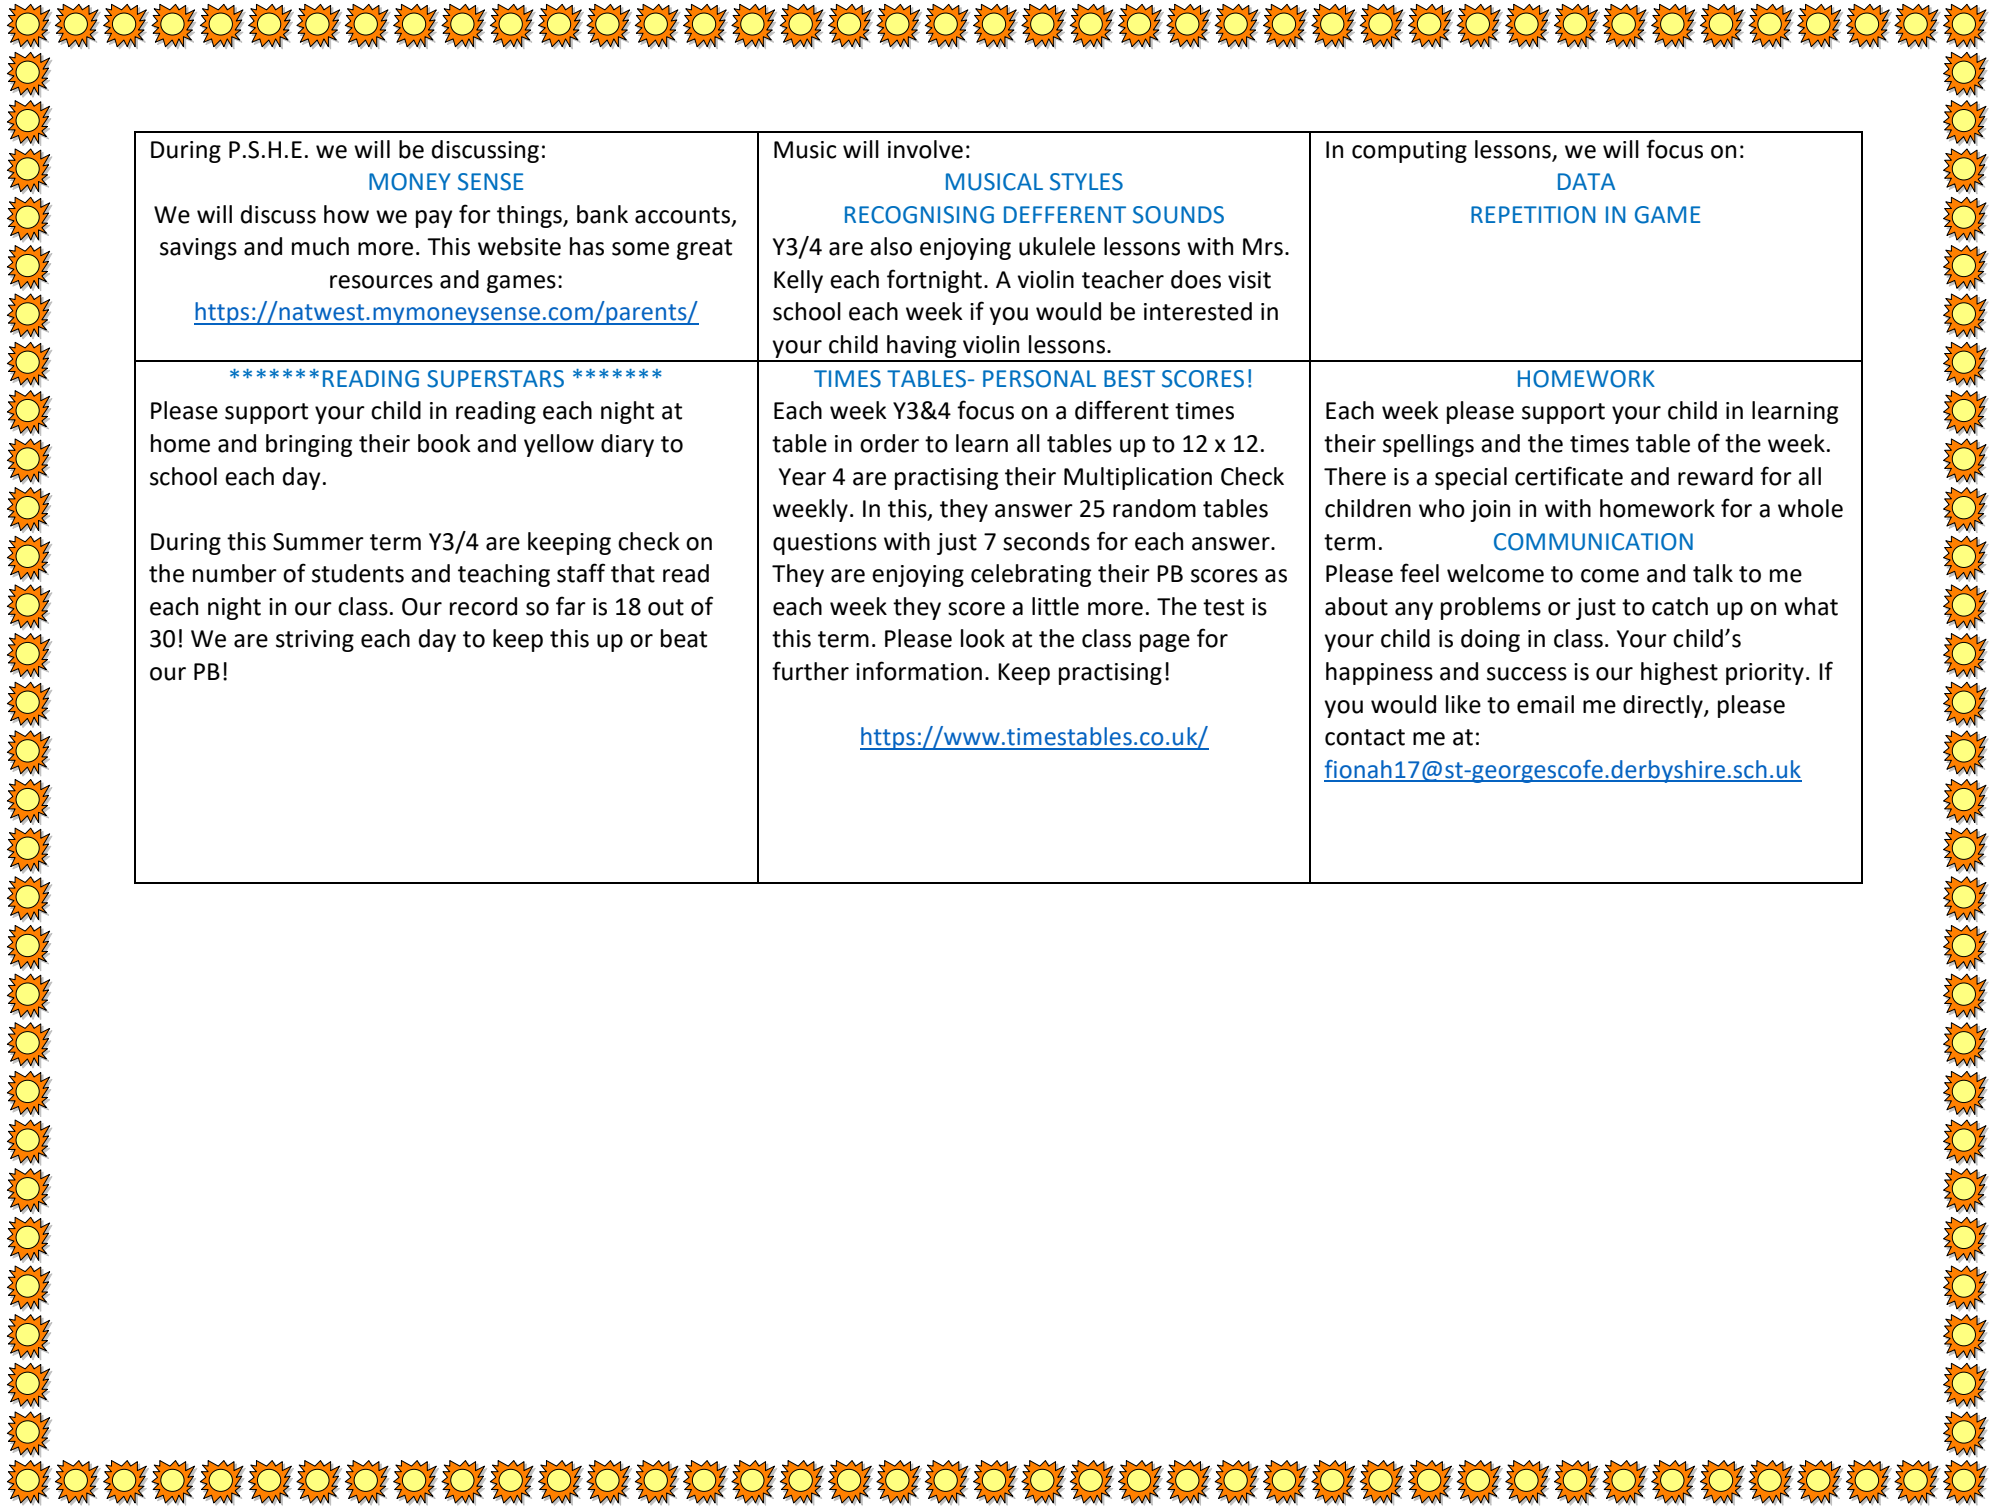 During P.S.H.E. we will be discussing:
MONEY SENSE
We will discuss how we pay for things, bank accounts,
savings and much more. This website has some great
resources and games:
https://natwest.mymoneysense.com/parents/
Music will involve:
MUSICAL STYLES
RECOGNISING DEFFERENT SOUNDS
Y3/4 are also enjoying ukulele lessons with Mrs.
Kelly each fortnight. A violin teacher does visit
school each week if you would be interested in
your child having violin lessons.
In computing lessons, we will focus on:
DATA
REPETITION IN GAME
*******READING SUPERSTARS *******
Please support your child in reading each night at
home and bringing their book and yellow diary to
school each day.
During this Summer term Y3/4 are keeping check on
the number of students and teaching staff that read
each night in our class. Our record so far is 18 out of
30! We are striving each day to keep this up or beat
our PB!
TIMES TABLES- PERSONAL BEST SCORES!
Each week Y3&4 focus on a different times
table in order to learn all tables up to 12 x 12.
Year 4 are practising their Multiplication Check
weekly. In this, they answer 25 random tables
questions with just 7 seconds for each answer.
They are enjoying celebrating their PB scores as
each week they score a little more. The test is
this term. Please look at the class page for
further information. Keep practising!
https://www.timestables.co.uk/
HOMEWORK
Each week please support your child in learning
their spellings and the times table of the week.
There is a special certificate and reward for all
children who join in with homework for a whole
term. COMMUNICATION
Please feel welcome to come and talk to me
about any problems or just to catch up on what
your child is doing in class. Your child’s
happiness and success is our highest priority. If
you would like to email me directly, please
contact me at:
fionah17@st-georgescofe.derbyshire.sch.uk